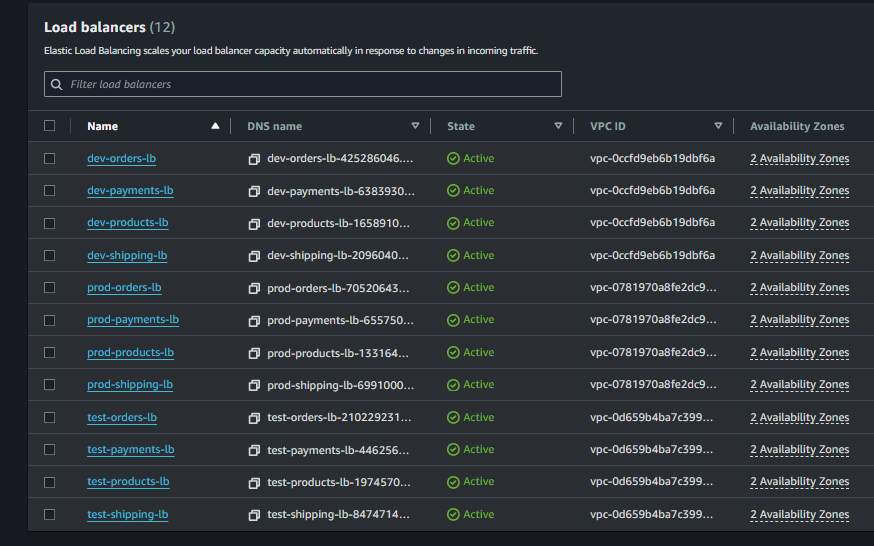 Load balancers (12)
Elastic Load Balancing scales your load balancer capacity automatically in response to changes in incoming traffic.
Filter load balancers
Name DNS name State VPC ID Availability Zones
dev-orders-lb dev-orders-lb-425286046.... Active vpc-0ccfd9eb6b19dbf6a 2 Availability Zones
dev-payments-lb dev-payments-lb-6383930... Active vpc-0ccfd9eb6b19dbf6a 2 Availability Zones
dev-products-lb dev-products-lb-1658910... Active vpc-0ccfd9eb6b19dbf6a 2 Availability Zones
dev-shipping-lb dev-shipping-lb-2096040... Active vpc-0ccfd9eb6b19dbf6a 2 Availability Zones
prod-orders-lb prod-orders-lb-70520643... Active vpc-0781970a8fe2dc9... 2 Availability Zones
prod-payments-lb prod-payments-lb-655750... Active vpc-0781970a8fe2dc9... 2 Availability Zones
prod-products-lb prod-products-lb-133164... Active vpc-0781970a8fe2dc9... 2 Availability Zones
prod-shipping-lb prod-shipping-lb-6991000... Active vpc-0781970a8fe2dc9... 2 Availability Zones
test-orders-lb test-orders-lb-210229231... Active vpc-0d659b4ba7c399... 2 Availability Zones
test-payments-lb test-payments-lb-446256... Active vpc-0d659b4ba7c399... 2 Availability Zones
test-products-lb test-products-lb-1974570... Active vpc-0d659b4ba7c399... 2 Availability Zones
test-shipping-lb test-shipping-lb-8474714... Active vpc-0d659b4ba7c399... 2 Availability Zones